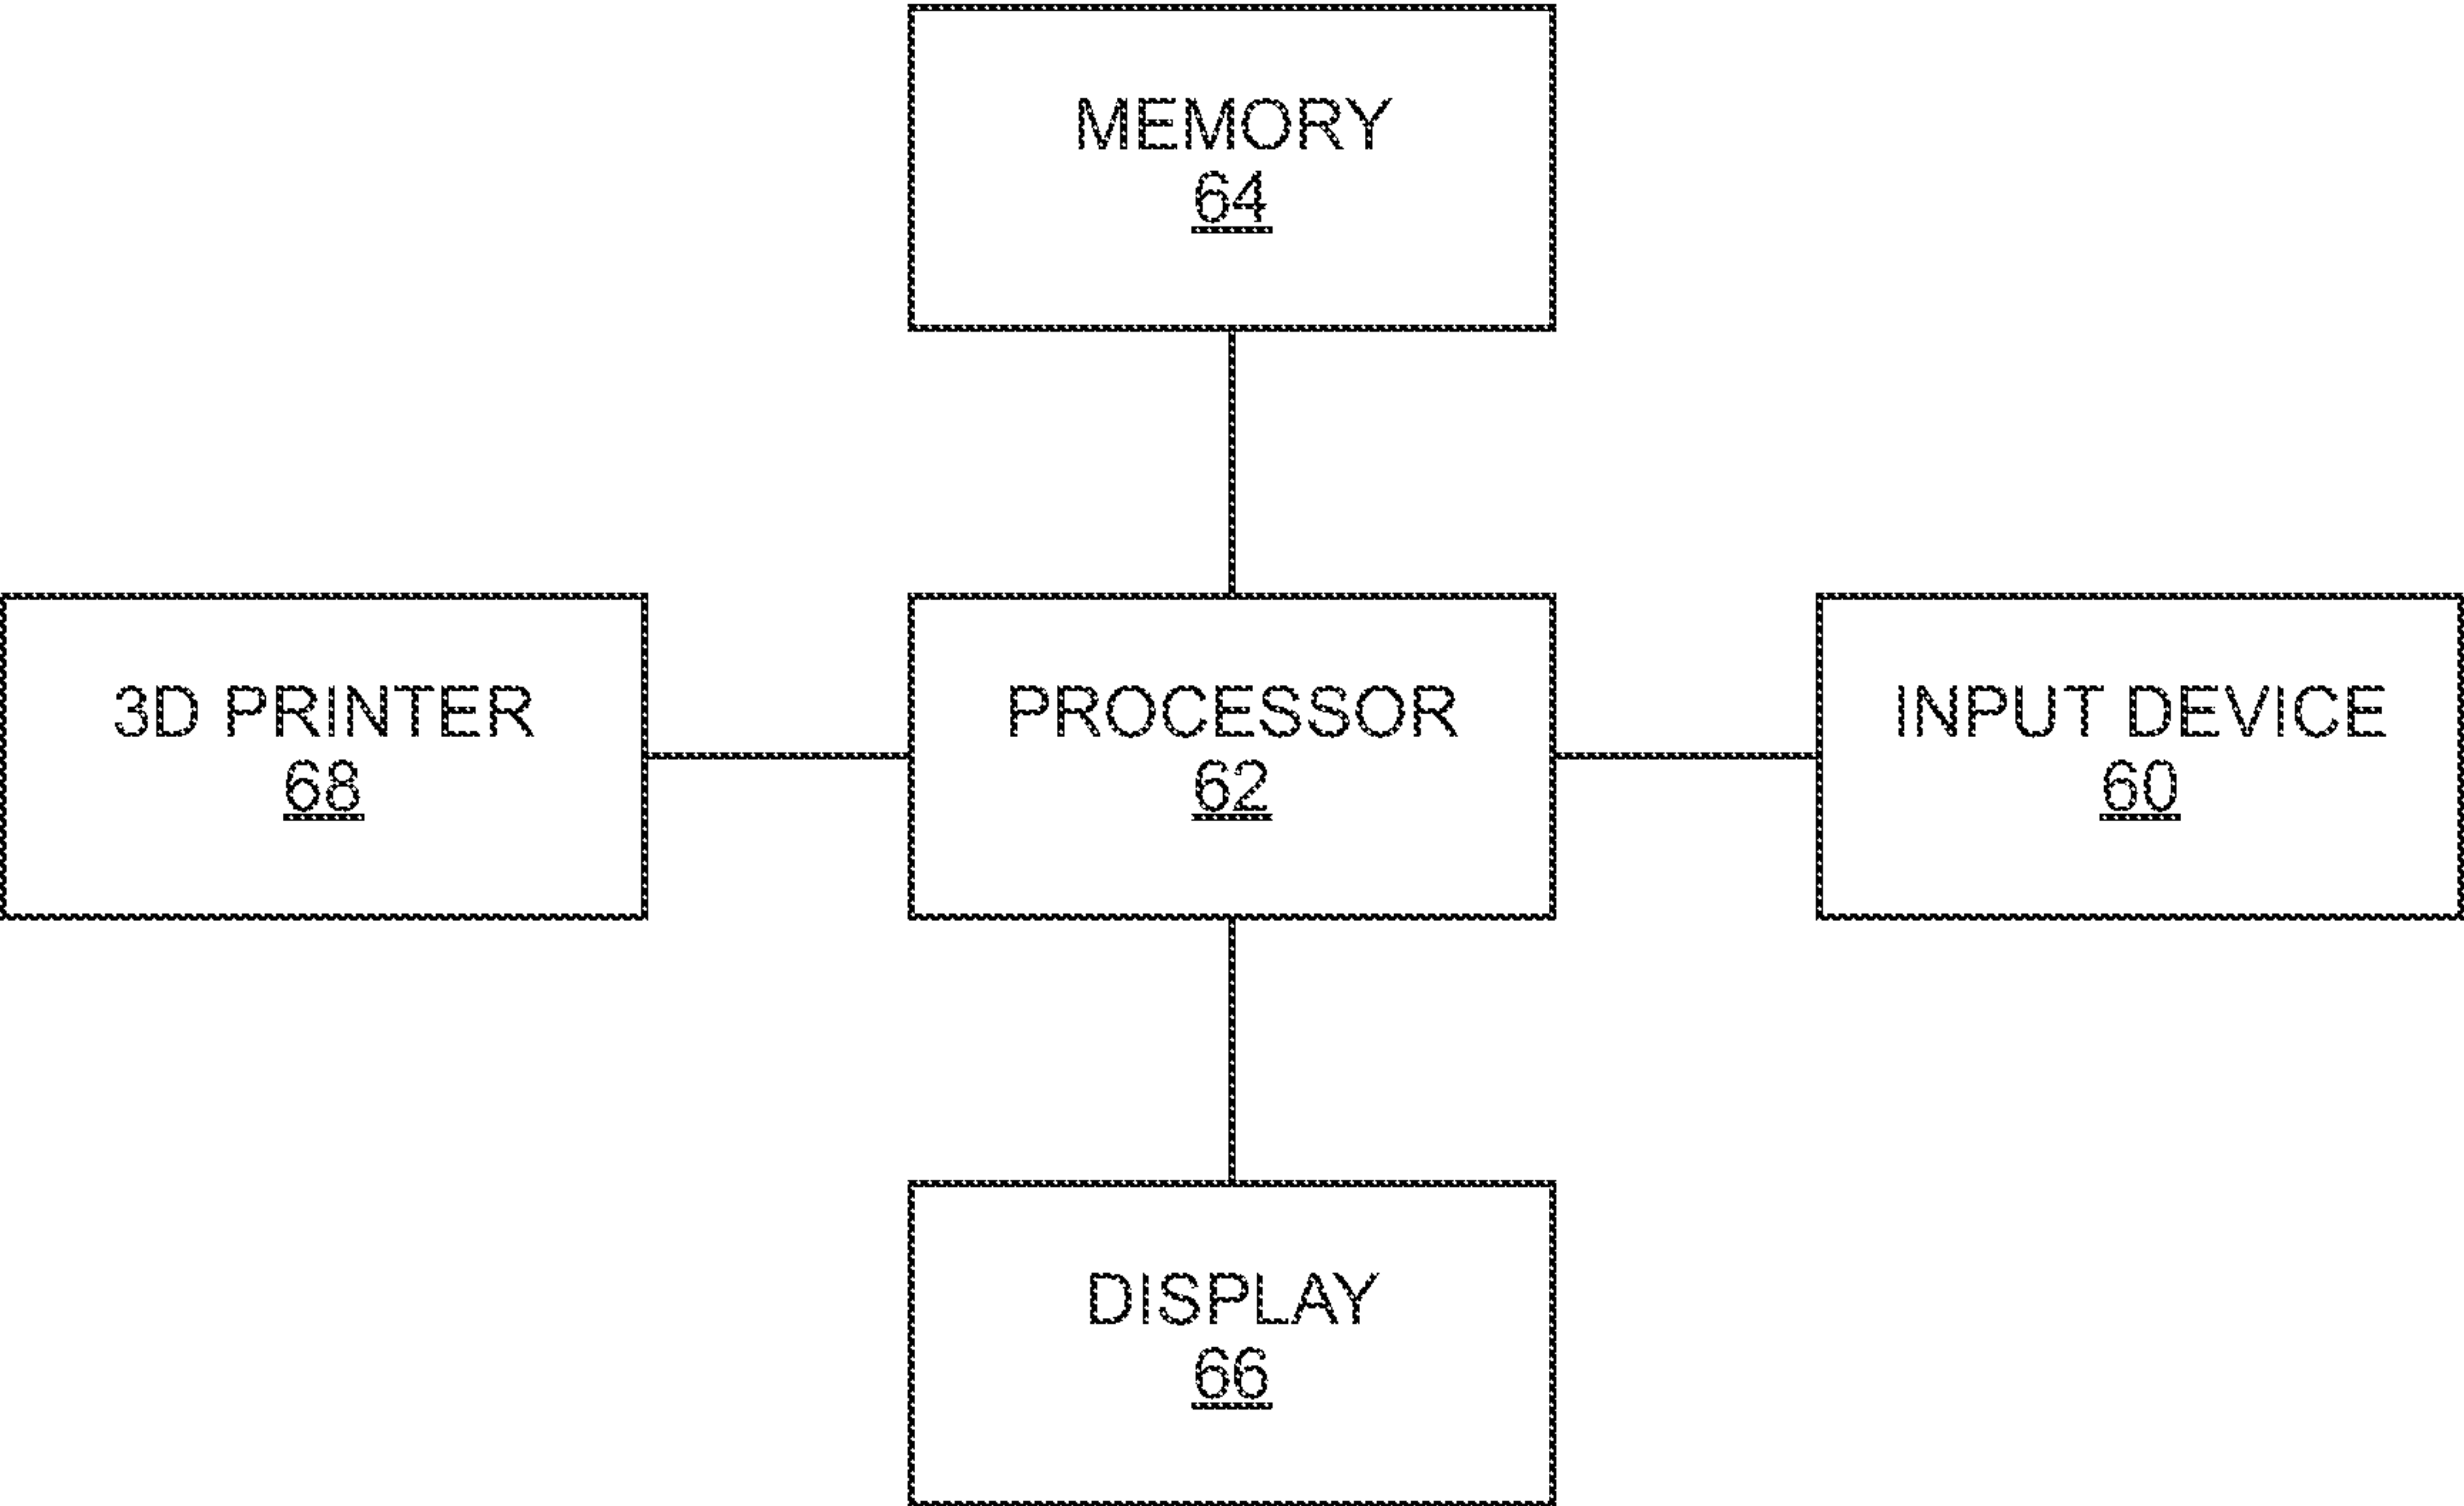 MEMORY
64
3D PRINTER
68
PROCESSOR
62
INPUT DEVICE
60
DISPLAY
66